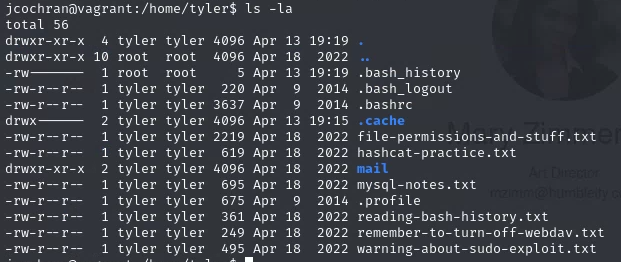 jcochran@vagrant:/home/tyler$ ls -la
total 56
drwxr-xr-x  4 tyler tyler 4096 Apr 13 19:19 .
drwxr-xr-x 10 root  root  4096 Apr 18  2022 ..
-rw-------  1 root  root     5 Apr 13 19:19 .bash_history
-rw-r--r--  1 tyler tyler  220 Apr  9  2014 .bash_logout
-rw-r--r--  1 tyler tyler 3637 Apr  9  2014 .bashrc
drwx------  2 tyler tyler 4096 Apr 13 19:15 .cache
-rw-r--r--  1 tyler tyler 2219 Apr 18  2022 file-permissions-and-stuff.txt
-rw-r--r--  1 tyler tyler  619 Apr 18  2022 hashcat-practice.txt
drwxr-xr-x  2 tyler tyler 4096 Apr 18  2022 mail
-rw-r--r--  1 tyler tyler  695 Apr 18  2022 mysql-notes.txt
-rw-r--r--  1 tyler tyler  675 Apr  9  2014 .profile
-rw-r--r--  1 tyler tyler  361 Apr 18  2022 reading-bash-history.txt
-rw-r--r--  1 tyler tyler  249 Apr 18  2022 remember-to-turn-off-webdav.txt
-rw-r--r--  1 tyler tyler  495 Apr 18  2022 warning-about-sudo-exploit.txt
jcochran@vagrant:/home/tyler$
Art Director